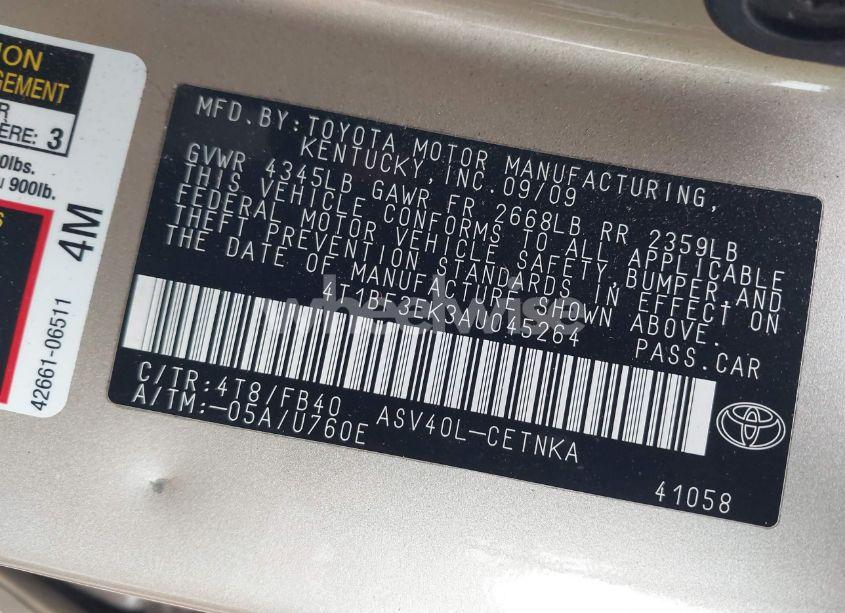 ION
GEMENT
R
ÈRE: 3
0lbs.
u 900lb.
4M
42661-06511
MFD.BY:TOYOTA MOTOR MANUFACTURING,
KENTUCKY,INC.09/09
GVWR 4345LB GAWR FR 2668LB RR 2359LB
THIS VEHICLE CONFORMS TO ALL APPLICABLE
FEDERAL MOTOR VEHICLE SAFETY,BUMPER,AND
THEFT PREVENTION STANDARDS IN EFFECT ON
THE DATE OF MANUFACTURE SHOWN ABOVE.
PASS.CAR
C/TR:4T8/FB40 ASV40L-CETNKA
A/TM:-05A/U760E
41058